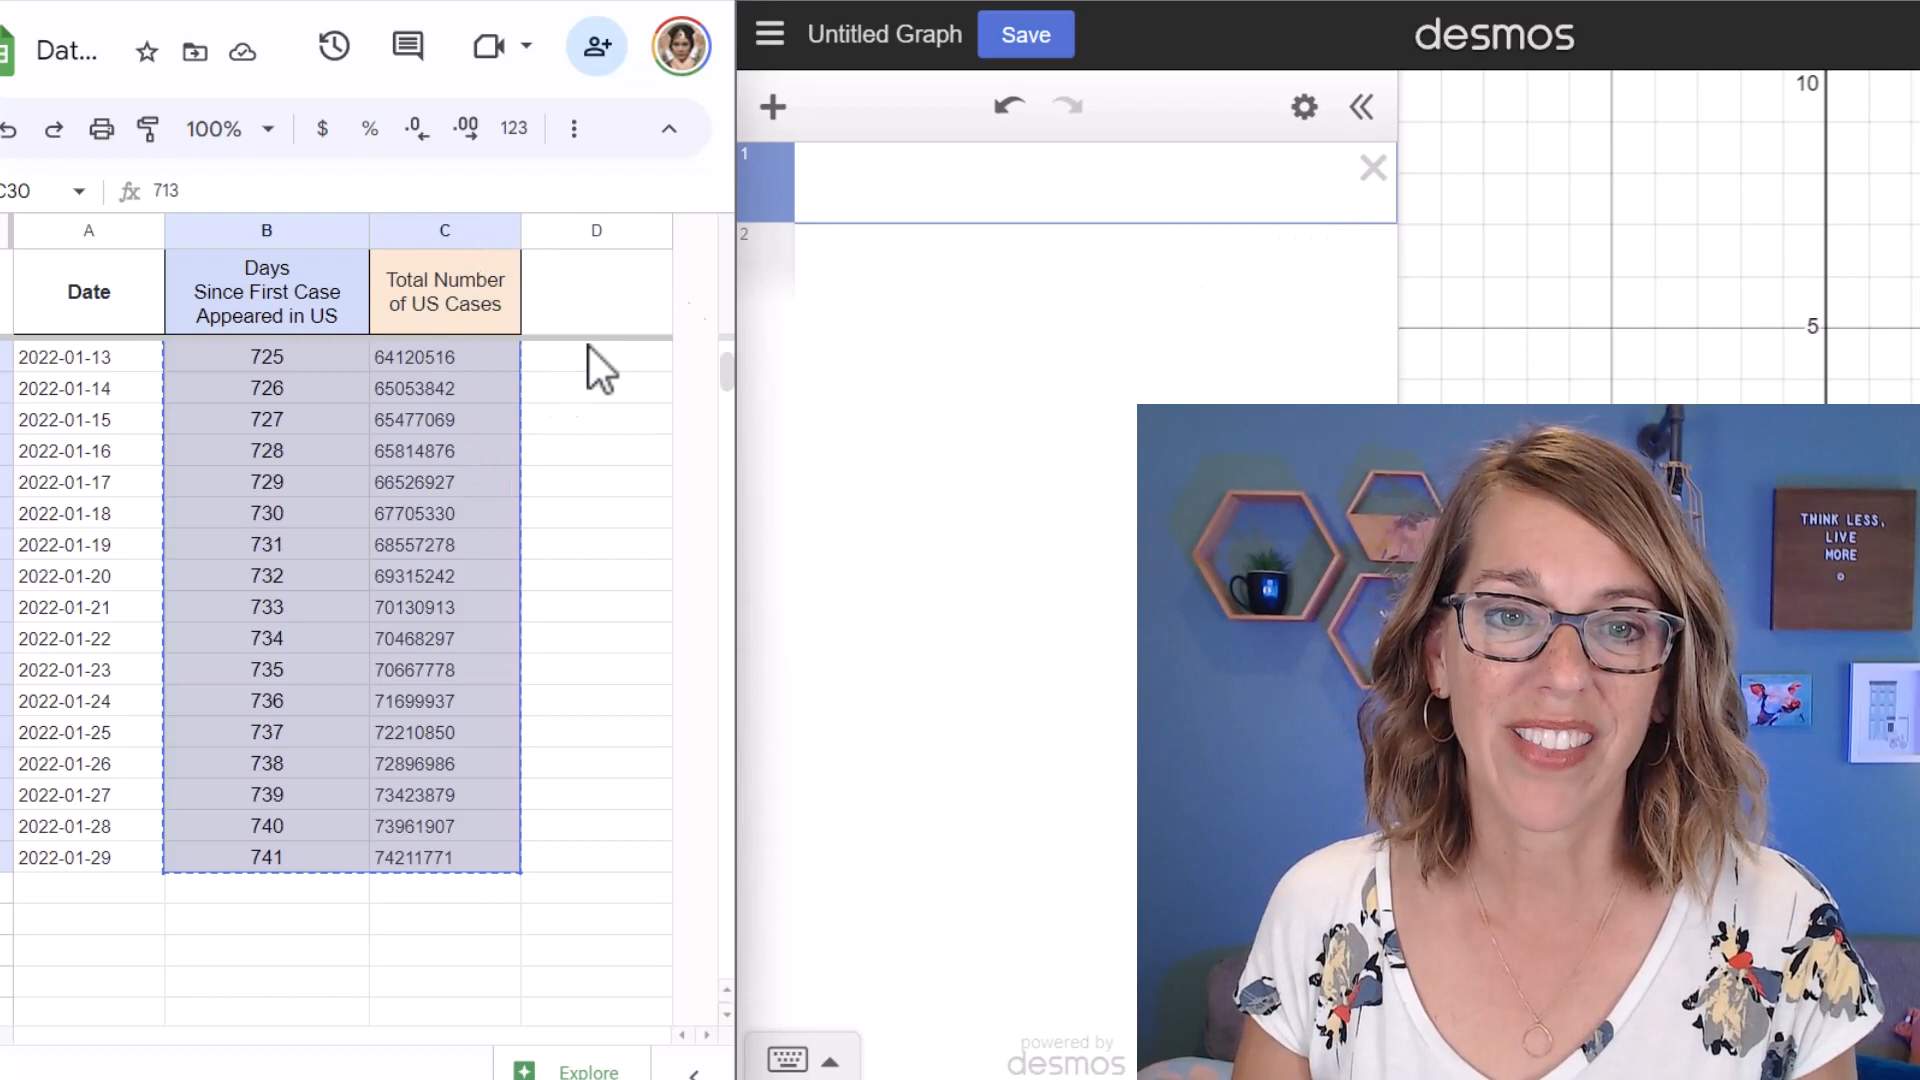 Dat...
Untitled Graph
Save
desmos
100%
$
%
.0
.00
123
C30
713
A
B
C
D
Date
Days
Since First Case
Appeared in US
Total Number
of US Cases
2022-01-13 725 64120516
2022-01-14 726 65053842
2022-01-15 727 65477069
2022-01-16 728 65814876
2022-01-17 729 66526927
2022-01-18 730 67705330
2022-01-19 731 68557278
2022-01-20 732 69315242
2022-01-21 733 70130913
2022-01-22 734 70468297
2022-01-23 735 70667778
2022-01-24 736 71699937
2022-01-25 737 72210850
2022-01-26 738 72896986
2022-01-27 739 73423879
2022-01-28 740 73961907
2022-01-29 741 74211771
Explore
1
2
10
5
THINK LESS,
LIVE
MORE
powered by
desmos